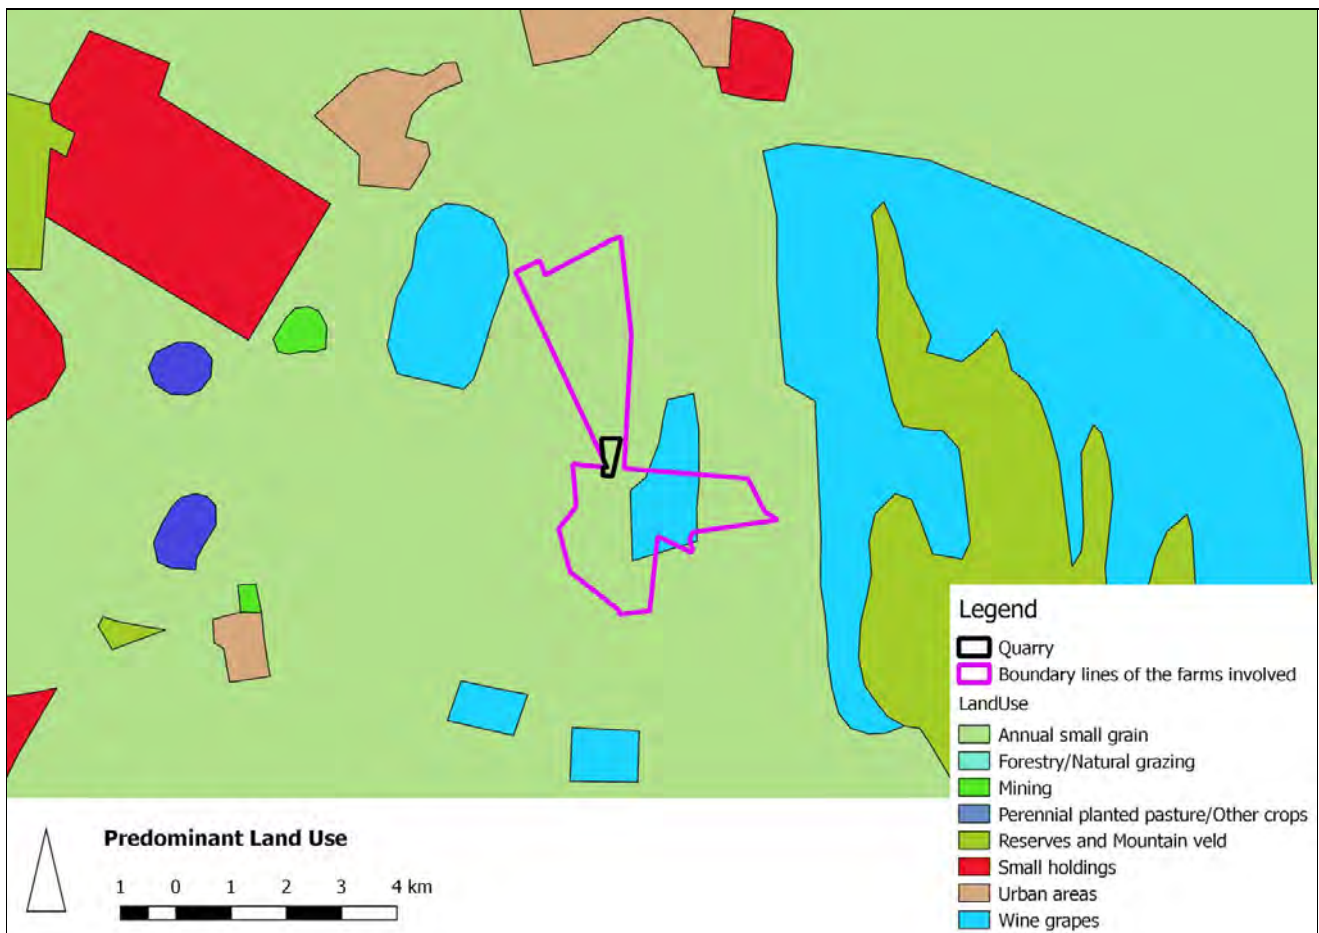 Legend
Quarry
Boundary lines of the farms involved
LandUse
Annual small grain
Forestry/Natural grazing
Mining
Perennial planted pasture/Other crops
Reserves and Mountain veld
Small holdings
Urban areas
Wine grapes
Predominant Land Use
1 0 1 2 3 4 km